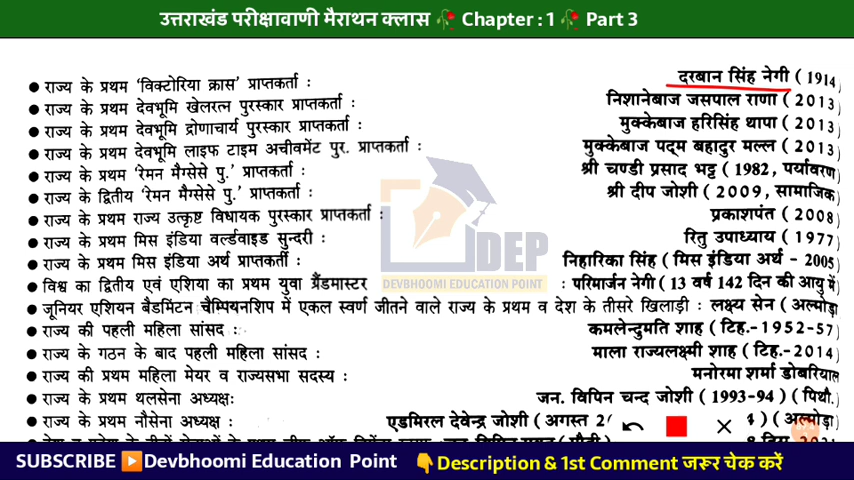 उत्तराखंड परीक्षावाणी मैराथन क्लास 🥀 Chapter : 1 🥀 Part 3
● राज्य के प्रथम ‘विक्टोरिया क्रास’ प्राप्तकर्ता : दरबान सिंह नेगी ( 1914
● राज्य के प्रथम देवभूमि खेलरत्न पुरस्कार प्राप्तकर्ता : निशानेबाज जसपाल राणा ( 2013
● राज्य के प्रथम देवभूमि द्रोणाचार्य पुरस्कार प्राप्तकर्ता : मुक्केबाज हरिसिंह थापा ( 2013
● राज्य के प्रथम देवभूमि लाइफ टाइम अचीवमेंट पुर. प्राप्तकर्ता : मुक्केबाज पद्म बहादुर मल्ल ( 2013
● राज्य के प्रथम ‘रेमन मैग्सेसे पु.’ प्राप्तकर्ता : श्री चण्डी प्रसाद भट्ट ( 1982, पर्यावरण
● राज्य के द्वितीय ‘रेमन मैग्सेसे पु.’ प्राप्तकर्ता : श्री दीप जोशी ( 2009, सामाजिक
● राज्य के प्रथम राज्य उत्कृष्ट विधायक पुरस्कार प्राप्तकर्ता : प्रकाशपंत ( 2008
● राज्य के प्रथम मिस इंडिया वर्ल्डवाइड सुन्दरी : रितु उपाध्याय ( 1977
● राज्य के प्रथम मिस इंडिया अर्थ प्राप्तकर्ती : निहारिका सिंह ( मिस इंडिया अर्थ - 2005
● विश्व का द्वितीय एवं एशिया का प्रथम युवा ग्रैंडमास्टर : परिमार्जन नेगी ( 13 वर्ष 142 दिन की आयु में
● जूनियर एशियन बैडमिंटन चैम्पियनशिप में एकल स्वर्ण जीतने वाले राज्य के प्रथम व देश के तीसरे खिलाड़ी : लक्ष्य सेन ( अल्मोड़ा
● राज्य की पहली महिला सांसद : कमलेन्दुमति शाह ( टिह.-1952-57)
● राज्य के गठन के बाद पहली महिला सांसद : माला राज्यलक्ष्मी शाह ( टिह.-2014)
● राज्य की प्रथम महिला मेयर व राज्यसभा सदस्य : मनोरमा शर्मा डोबरियाल
● राज्य के प्रथम थलसेना अध्यक्षः जन. विपिन चन्द जोशी ( 1993-94) ( पिथौ.
● राज्य के प्रथम नौसेना अध्यक्ष : एडमिरल देवेन्द्र जोशी ( अगस्त 4 ) ( अल्मोड़ा
DEP
DEVBHOOMI EDUCATION POINT
SUBSCRIBE ▶️Devbhoomi Education Point 👇Description & 1st Comment जरूर चेक करें